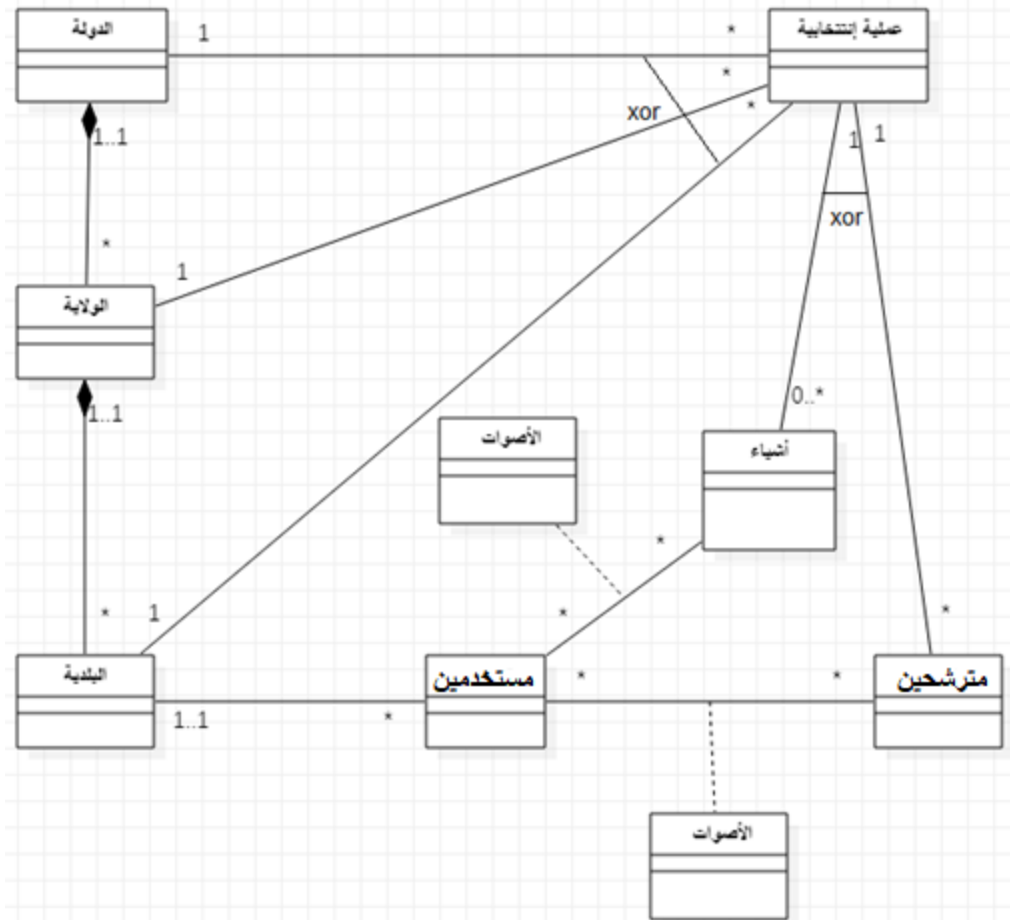 الدولة
1
*
عملية إنتتخابية
*
*
xor
1..1
1
1
xor
*
1
الولاية
1..1
0..*
الأصوات
أشياء
*
*
*
1
البلدية
مستخدمين
*
*
*
مترشحين
1..1
*
الأصوات